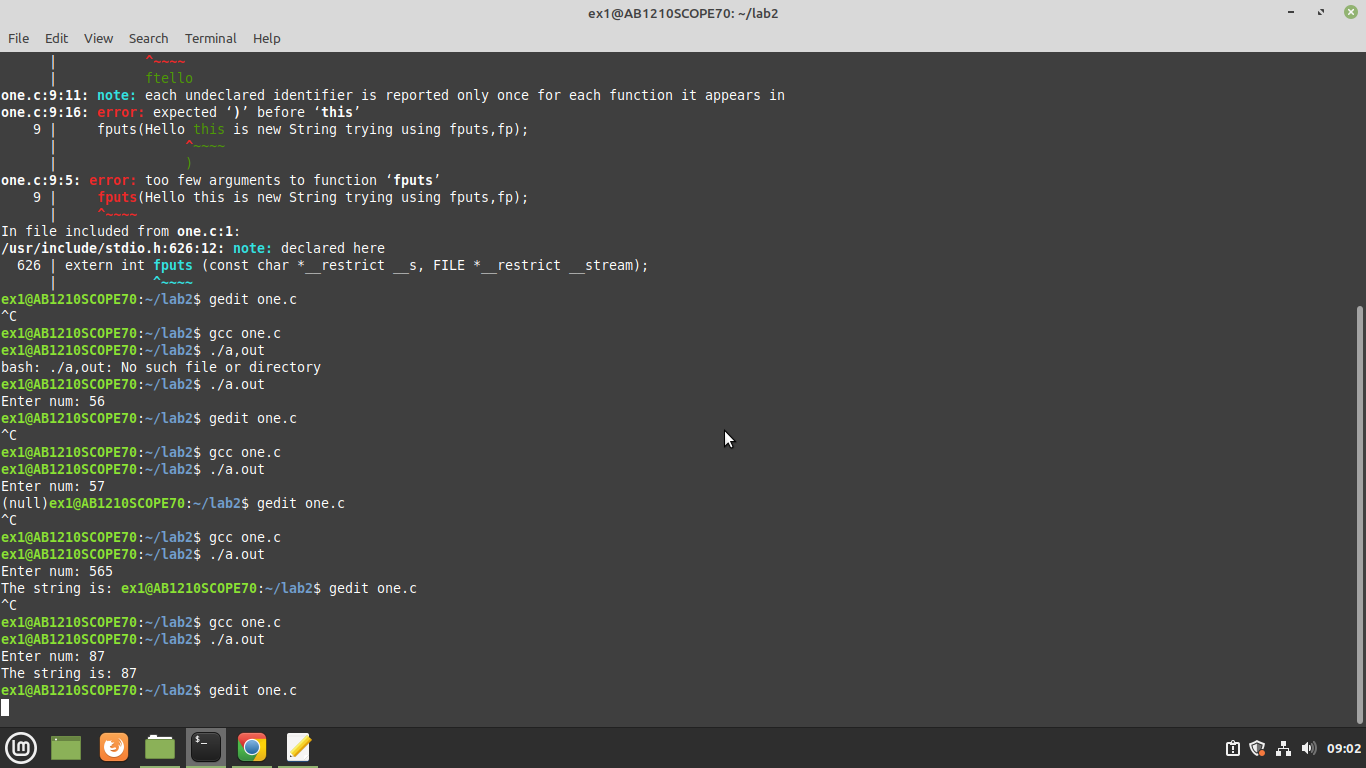 ex1@AB1210SCOPE70: ~/lab2
File Edit View Search Terminal Help
| ^~~~~
| ftello
one.c:9:11: note: each undeclared identifier is reported only once for each function it appears in
one.c:9:16: error: expected ‘)’ before ‘this’
9 | fputs(Hello this is new String trying using fputs,fp);
| ^~~~~
| )
one.c:9:5: error: too few arguments to function ‘fputs’
9 | fputs(Hello this is new String trying using fputs,fp);
| ^~~~~
In file included from one.c:1:
/usr/include/stdio.h:626:12: note: declared here
626 | extern int fputs (const char *__restrict __s, FILE *__restrict __stream);
| ^~~~~
ex1@AB1210SCOPE70:~/lab2$ gedit one.c
^C
ex1@AB1210SCOPE70:~/lab2$ gcc one.c
ex1@AB1210SCOPE70:~/lab2$ ./a,out
bash: ./a,out: No such file or directory
ex1@AB1210SCOPE70:~/lab2$ ./a.out
Enter num: 56
ex1@AB1210SCOPE70:~/lab2$ gedit one.c
^C
ex1@AB1210SCOPE70:~/lab2$ gcc one.c
ex1@AB1210SCOPE70:~/lab2$ ./a.out
Enter num: 57
(null)ex1@AB1210SCOPE70:~/lab2$ gedit one.c
^C
ex1@AB1210SCOPE70:~/lab2$ gcc one.c
ex1@AB1210SCOPE70:~/lab2$ ./a.out
Enter num: 565
The string is: ex1@AB1210SCOPE70:~/lab2$ gedit one.c
^C
ex1@AB1210SCOPE70:~/lab2$ gcc one.c
ex1@AB1210SCOPE70:~/lab2$ ./a.out
Enter num: 87
The string is: 87
ex1@AB1210SCOPE70:~/lab2$ gedit one.c
$_
09:02